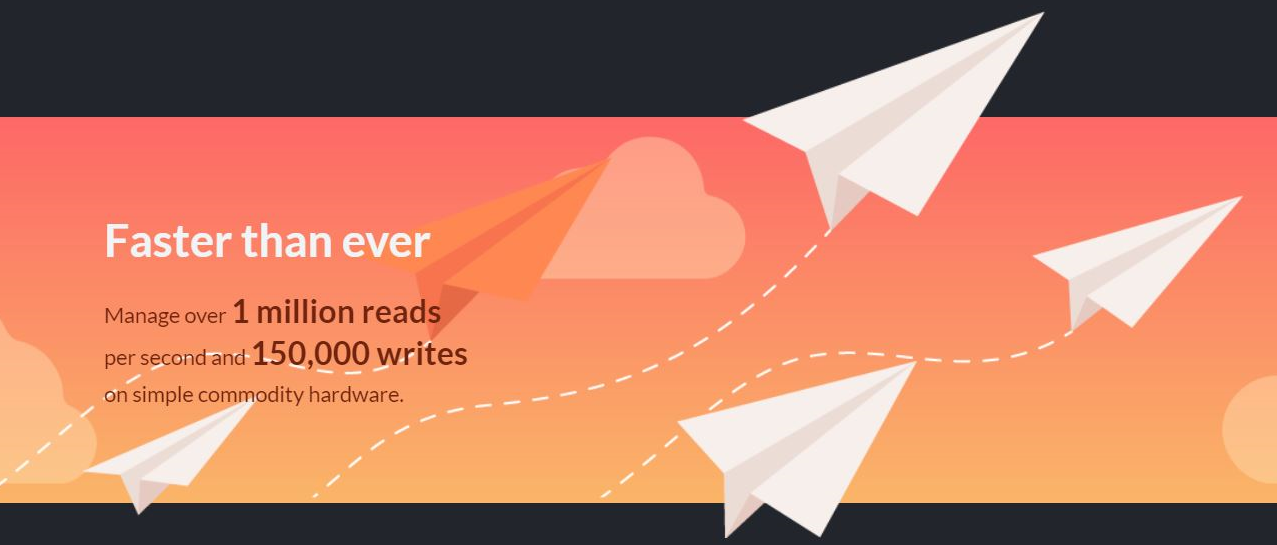 Faster than ever
Manage over 1 million reads
per second and 150,000 writes
on simple commodity hardware.